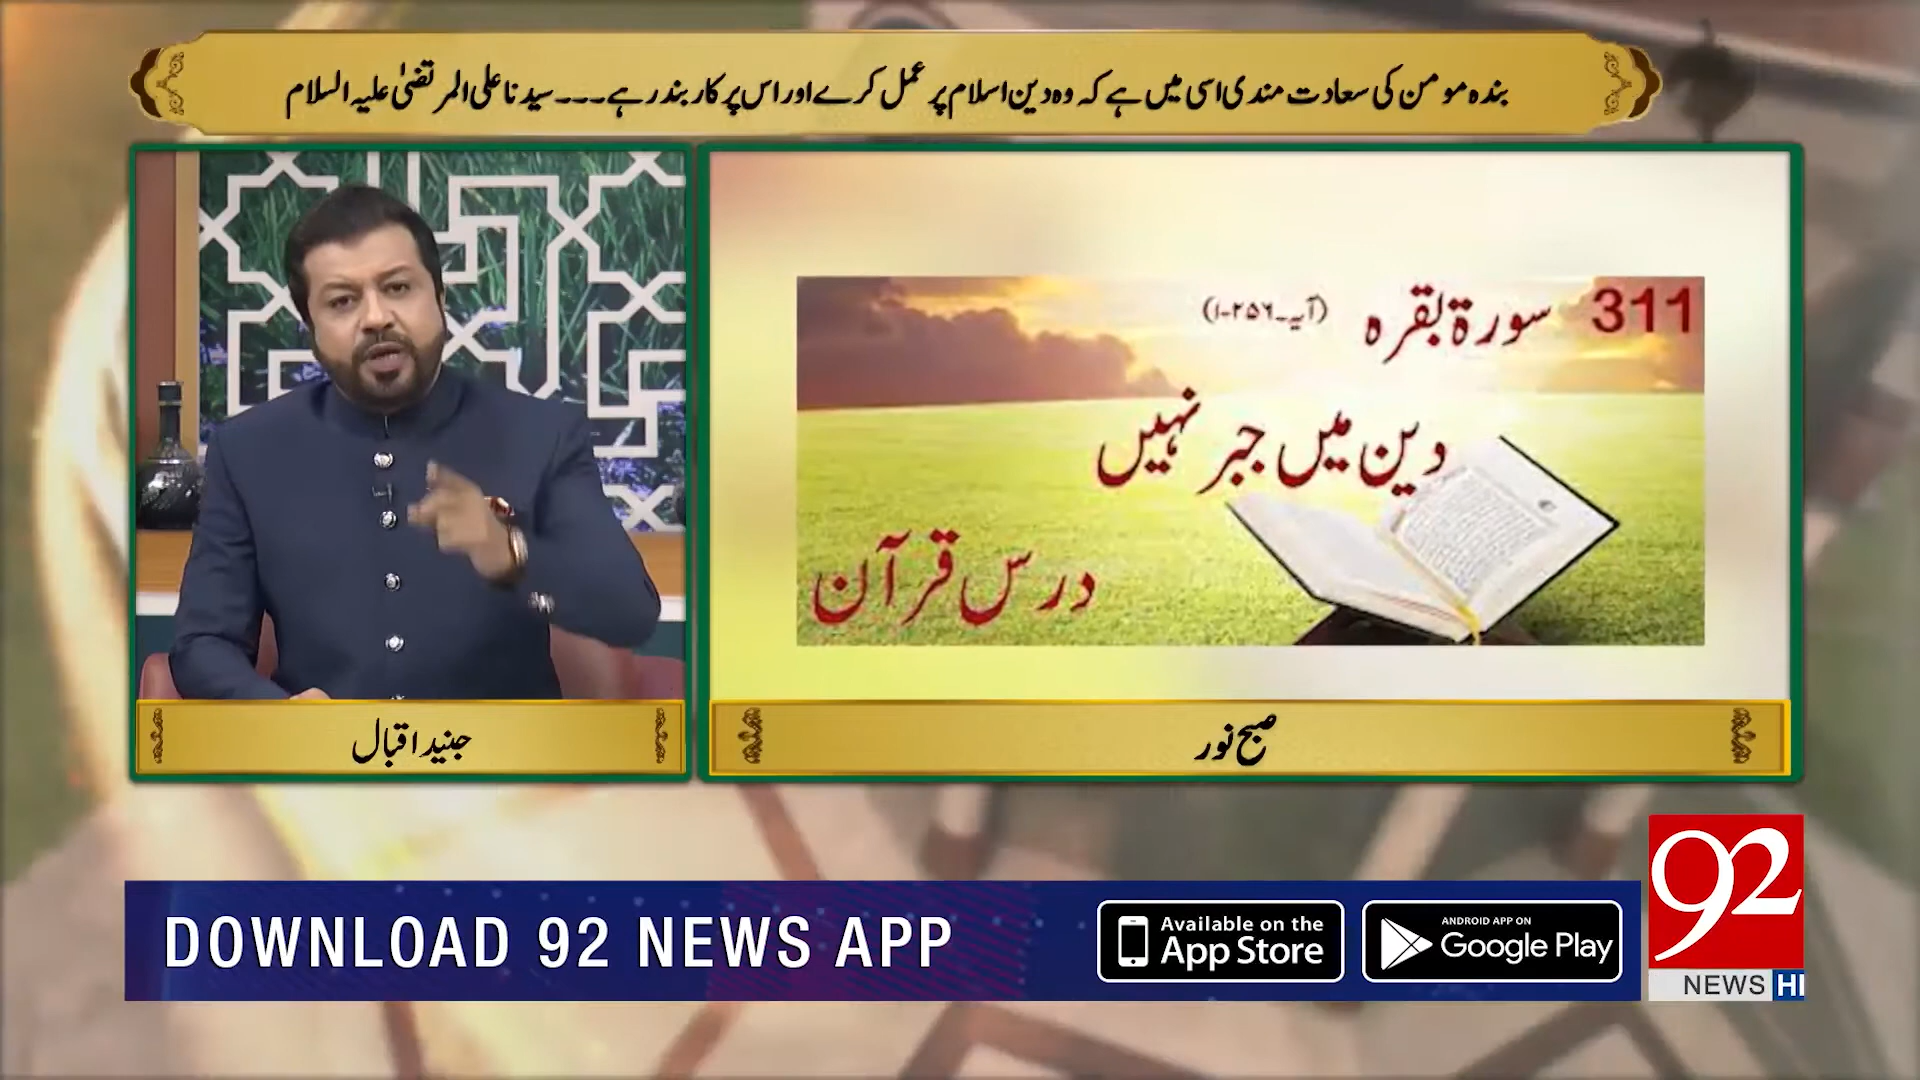 بندہ مومن کی سعادت مندی اسی میں ہے کہ وہ دین اسلام پر عمل کرے اور اس پر کاربند رہے ۔۔۔ سیدنا علی المرتضیٰ علیہ السلام
311 سورۃ بقرہ (آیہ۔۲۵۶-۱)
دین میں جبر نہیں
درس قرآن
جنید اقبال
صبح نور
DOWNLOAD 92 NEWS APP
Available on the
App Store
ANDROID APP ON
Google Play
92
NEWS HD